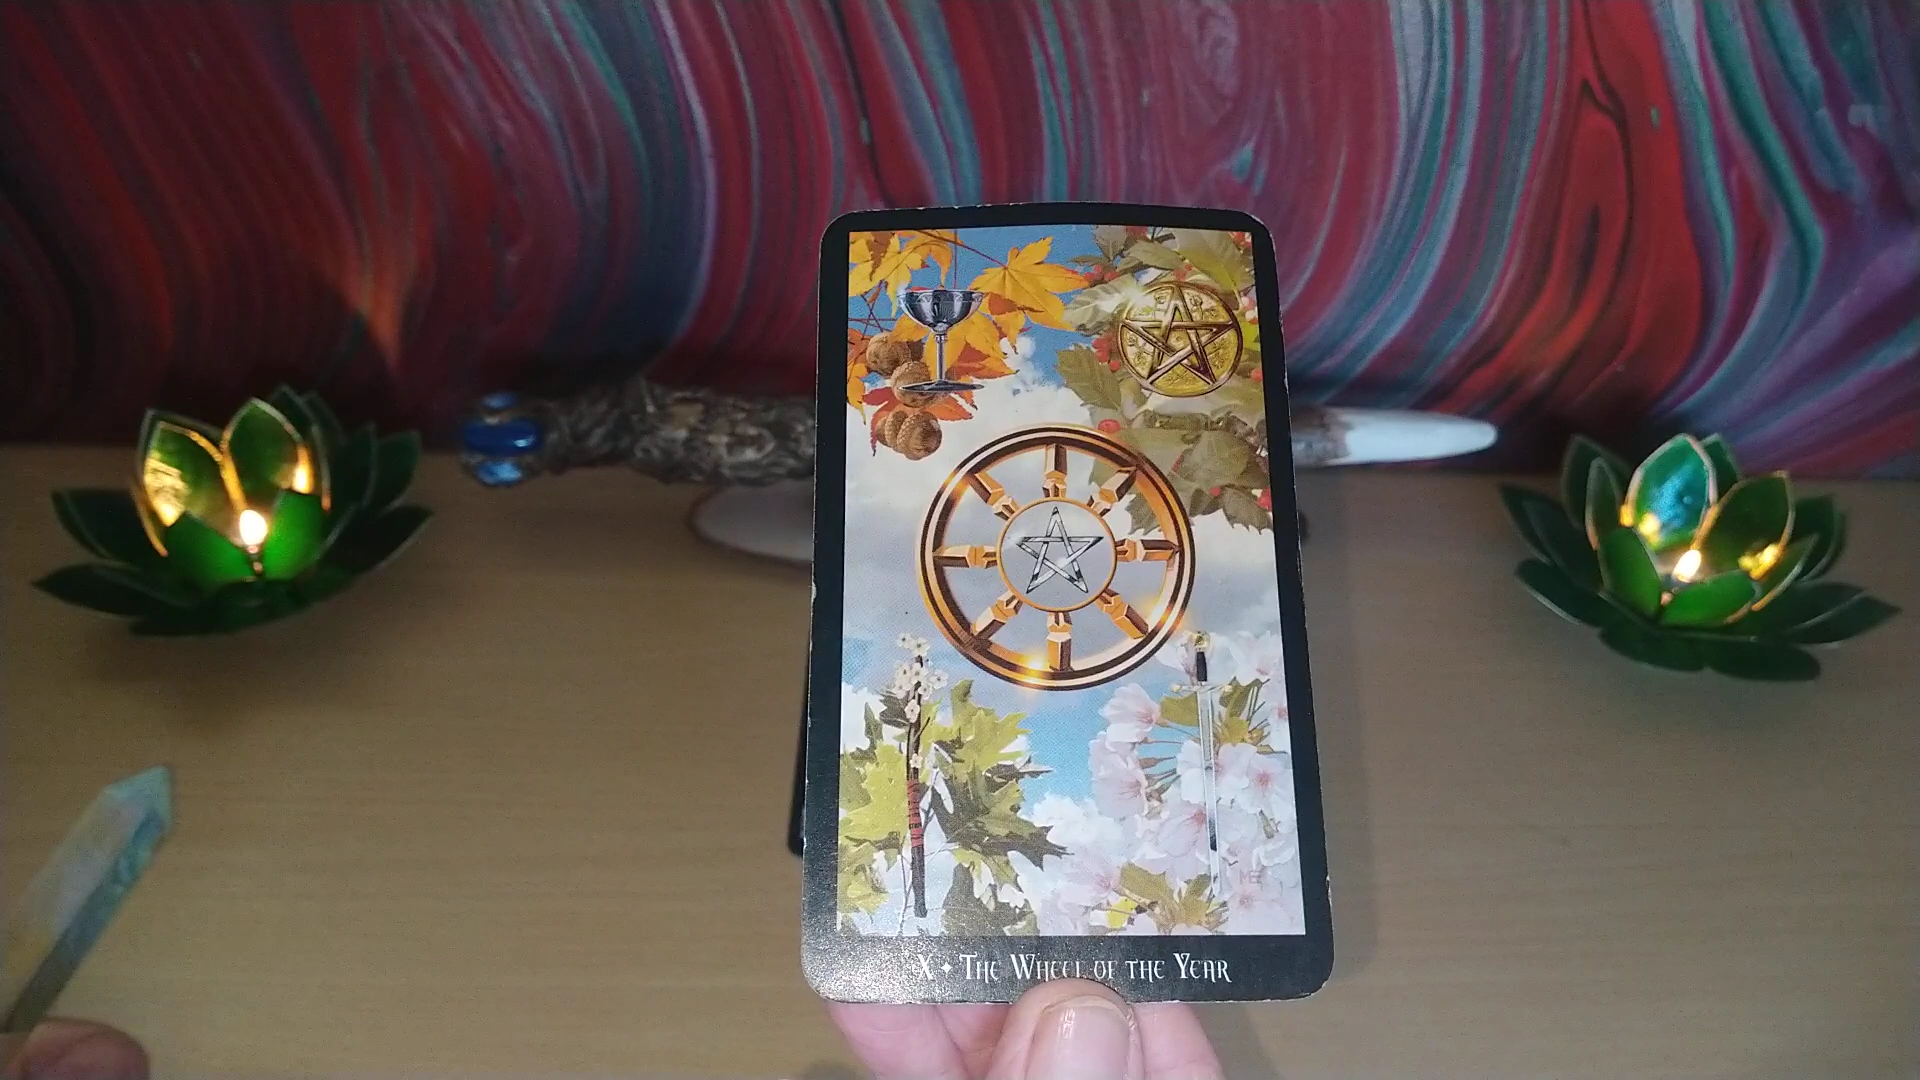 X • The Wheel of the Year